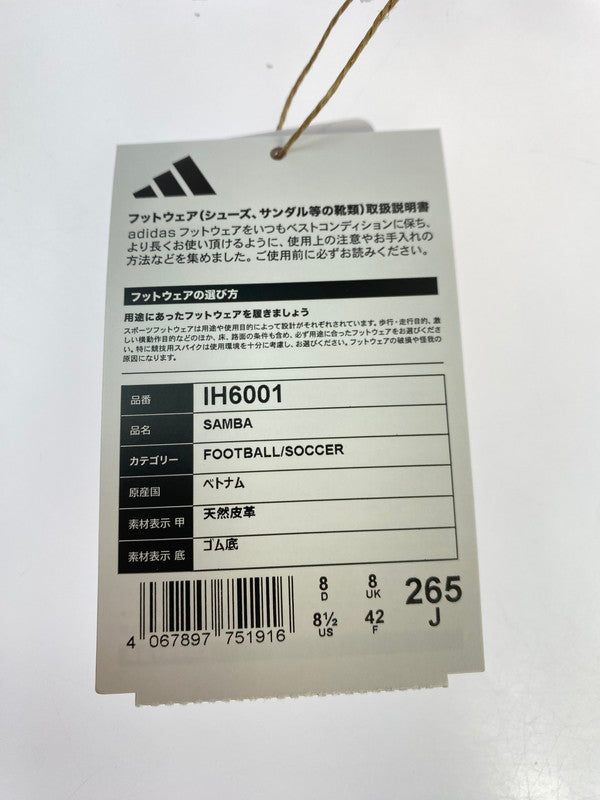 フットウェア(シューズ、サンダル等の靴類)取扱説明書
adidas フットウェアをいつもベストコンディションに保ち、
より長くお使い頂けるように、使用上の注意やお手入れの
方法などを集めました。ご使用前に必ずお読みください。
フットウェアの選び方
用途にあったフットウェアを履きましょう
スポーツフットウェアは用途や使用目的によって設計がそれぞれされています。歩行・走行目的、激
しい横動作目的などのほか、床、路面の条件も含め、必ず用途に合ったフットウェアをお選びくださ
い。特に競技用スパイクは使用環境を十分に考慮し、お選びください。フットウェアの破損や怪我の
原因になります。
品番 IH6001
品名 SAMBA
カテゴリー FOOTBALL/SOCCER
原産国 ベトナム
素材表示 甲 天然皮革
素材表示 底 ゴム底
8 8 265
D UK J
8½ 42
US F
4 067897 751916